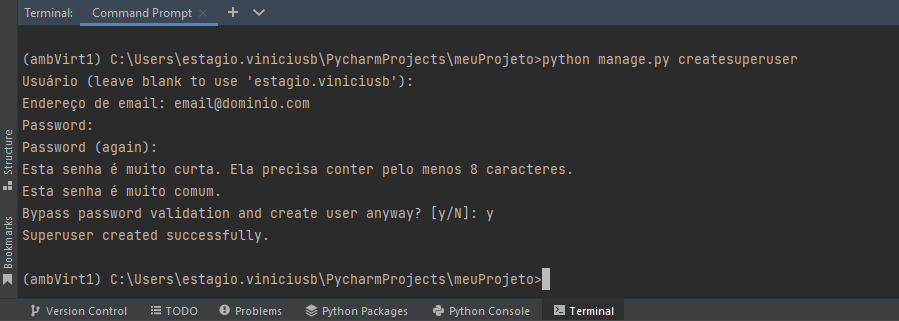 Terminal: Command Prompt × +
(ambVirt1) C:\Users\estagio.viniciusb\PycharmProjects\meuProjeto>python manage.py createsuperuser
Usuário (leave blank to use 'estagio.viniciusb'):
Endereço de email: email@dominio.com
Password:
Password (again):
Esta senha é muito curta. Ela precisa conter pelo menos 8 caracteres.
Esta senha é muito comum.
Bypass password validation and create user anyway? [y/N]: y
Superuser created successfully.
(ambVirt1) C:\Users\estagio.viniciusb\PycharmProjects\meuProjeto>
Structure
Bookmarks
Version Control TODO Problems Python Packages Python Console Terminal